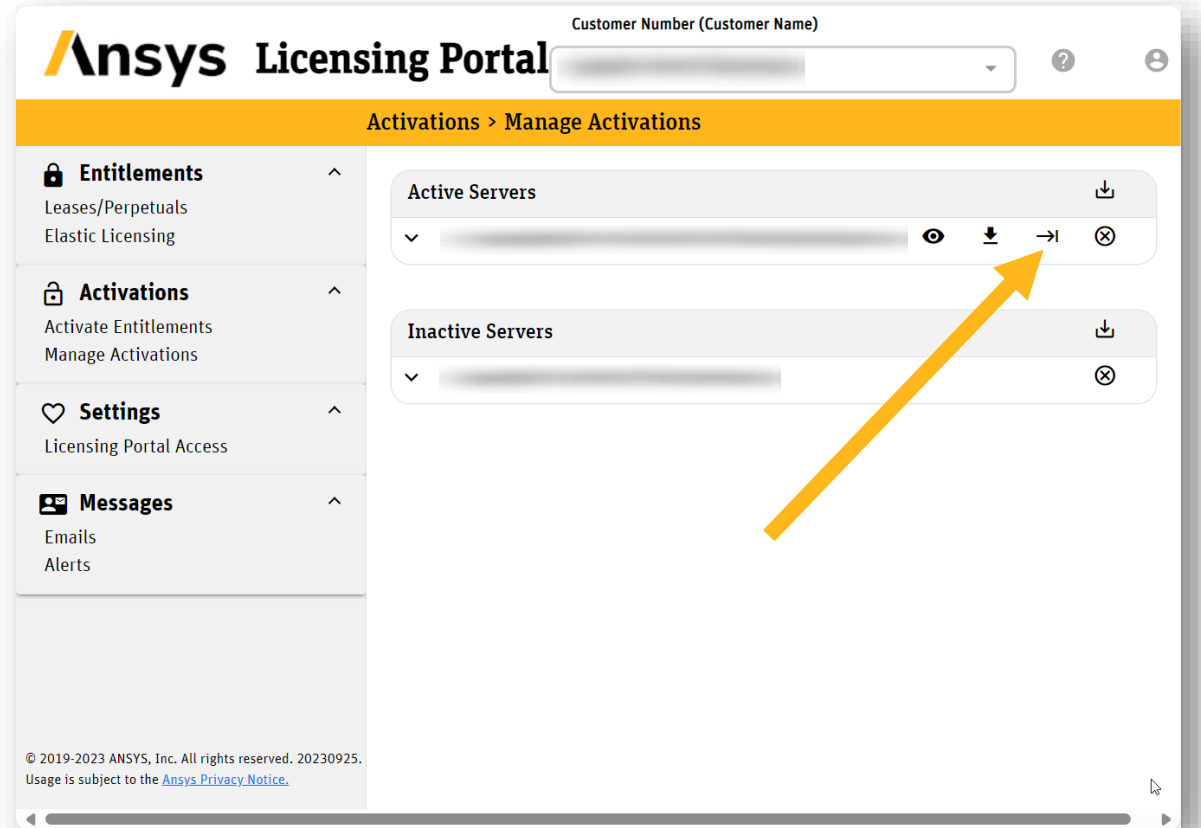 Customer Number (Customer Name)
Ansys Licensing Portal
Activations > Manage Activations
Entitlements
Leases/Perpetuals
Elastic Licensing
Activations
Activate Entitlements
Manage Activations
Settings
Licensing Portal Access
Messages
Emails
Alerts
Active Servers
Inactive Servers
© 2019-2023 ANSYS, Inc. All rights reserved. 20230925.
Usage is subject to the Ansys Privacy Notice.